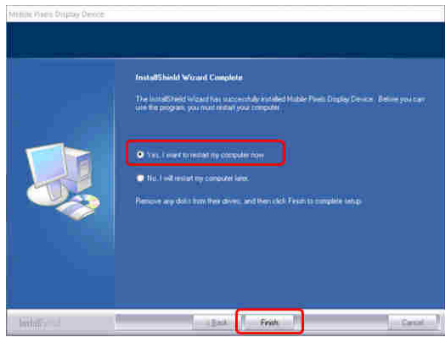 Mobile Pixels Display Device
InstallShield Wizard Complete
The InstallShield Wizard has successfully installed Mobile Pixels Display Device. Before you can
use the program, you must restart your computer.
Yes, I want to restart my computer now.
No, I will restart my computer later.
Remove any disks from their drives, and then click Finish to complete setup.
InstallShield
< Back
Finish
Cancel